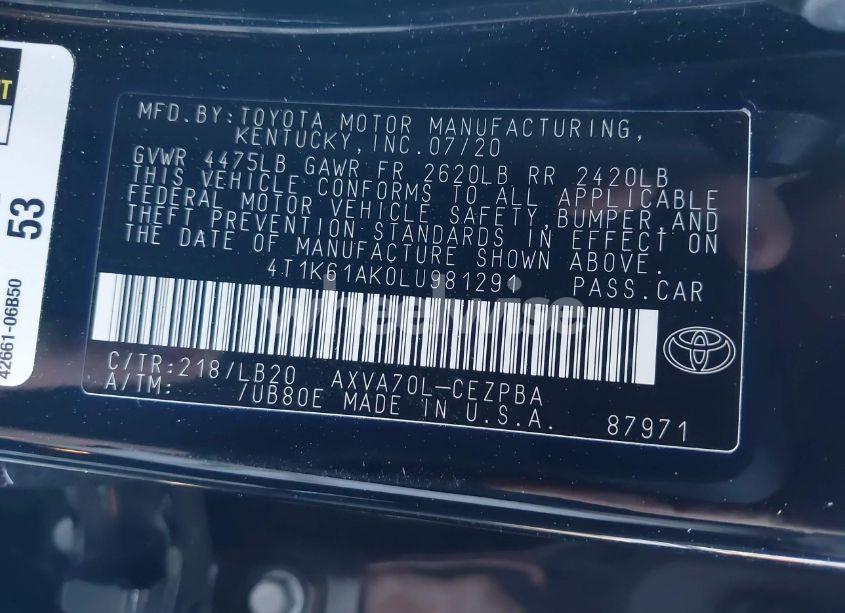 MFD.BY:TOYOTA MOTOR MANUFACTURING,
KENTUCKY, INC.07/20
GVWR 4475LB GAWR FR 2620LB RR 2420LB
THIS VEHICLE CONFORMS TO ALL APPLICABLE
FEDERAL MOTOR VEHICLE SAFETY,BUMPER,AND
THEFT PREVENTION STANDARDS IN EFFECT ON
THE DATE OF MANUFACTURE SHOWN ABOVE.
PASS.CAR
wheelwise
C/TR:218/LB20 AXVA70L-CEZPBA
A/TM: /UB80E MADE IN U.S.A.
87971
53
42661-06B50